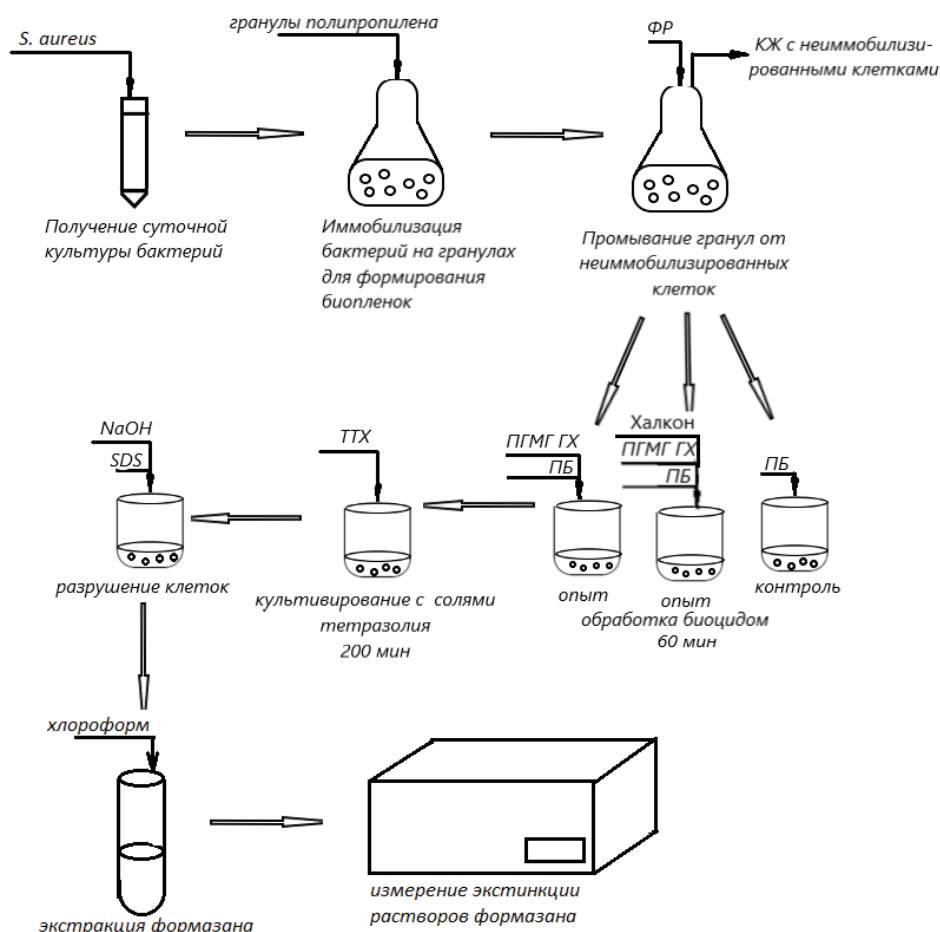 S. aureus
гранулы полипропилена
ФР
КЖ с неиммобилизи-
рованными клетками
Получение суточной
культуры бактерий
Иммобилизация
бактерий на гранулах
для формирования
биопленок
Промывание гранул от
неиммобилизированных
клеток
NaOH
SDS
разрушение клеток
ТТХ
культивирование с солями
тетразолия
200 мин
ПГМГ ГХ
ПБ
опыт
Халкон
ПГМГ ГХ
ПБ
опыт
ПБ
контроль
обработка биоцидом
60 мин
хлороформ
экстракция формазана
измерение экстинкции
растворов формазана